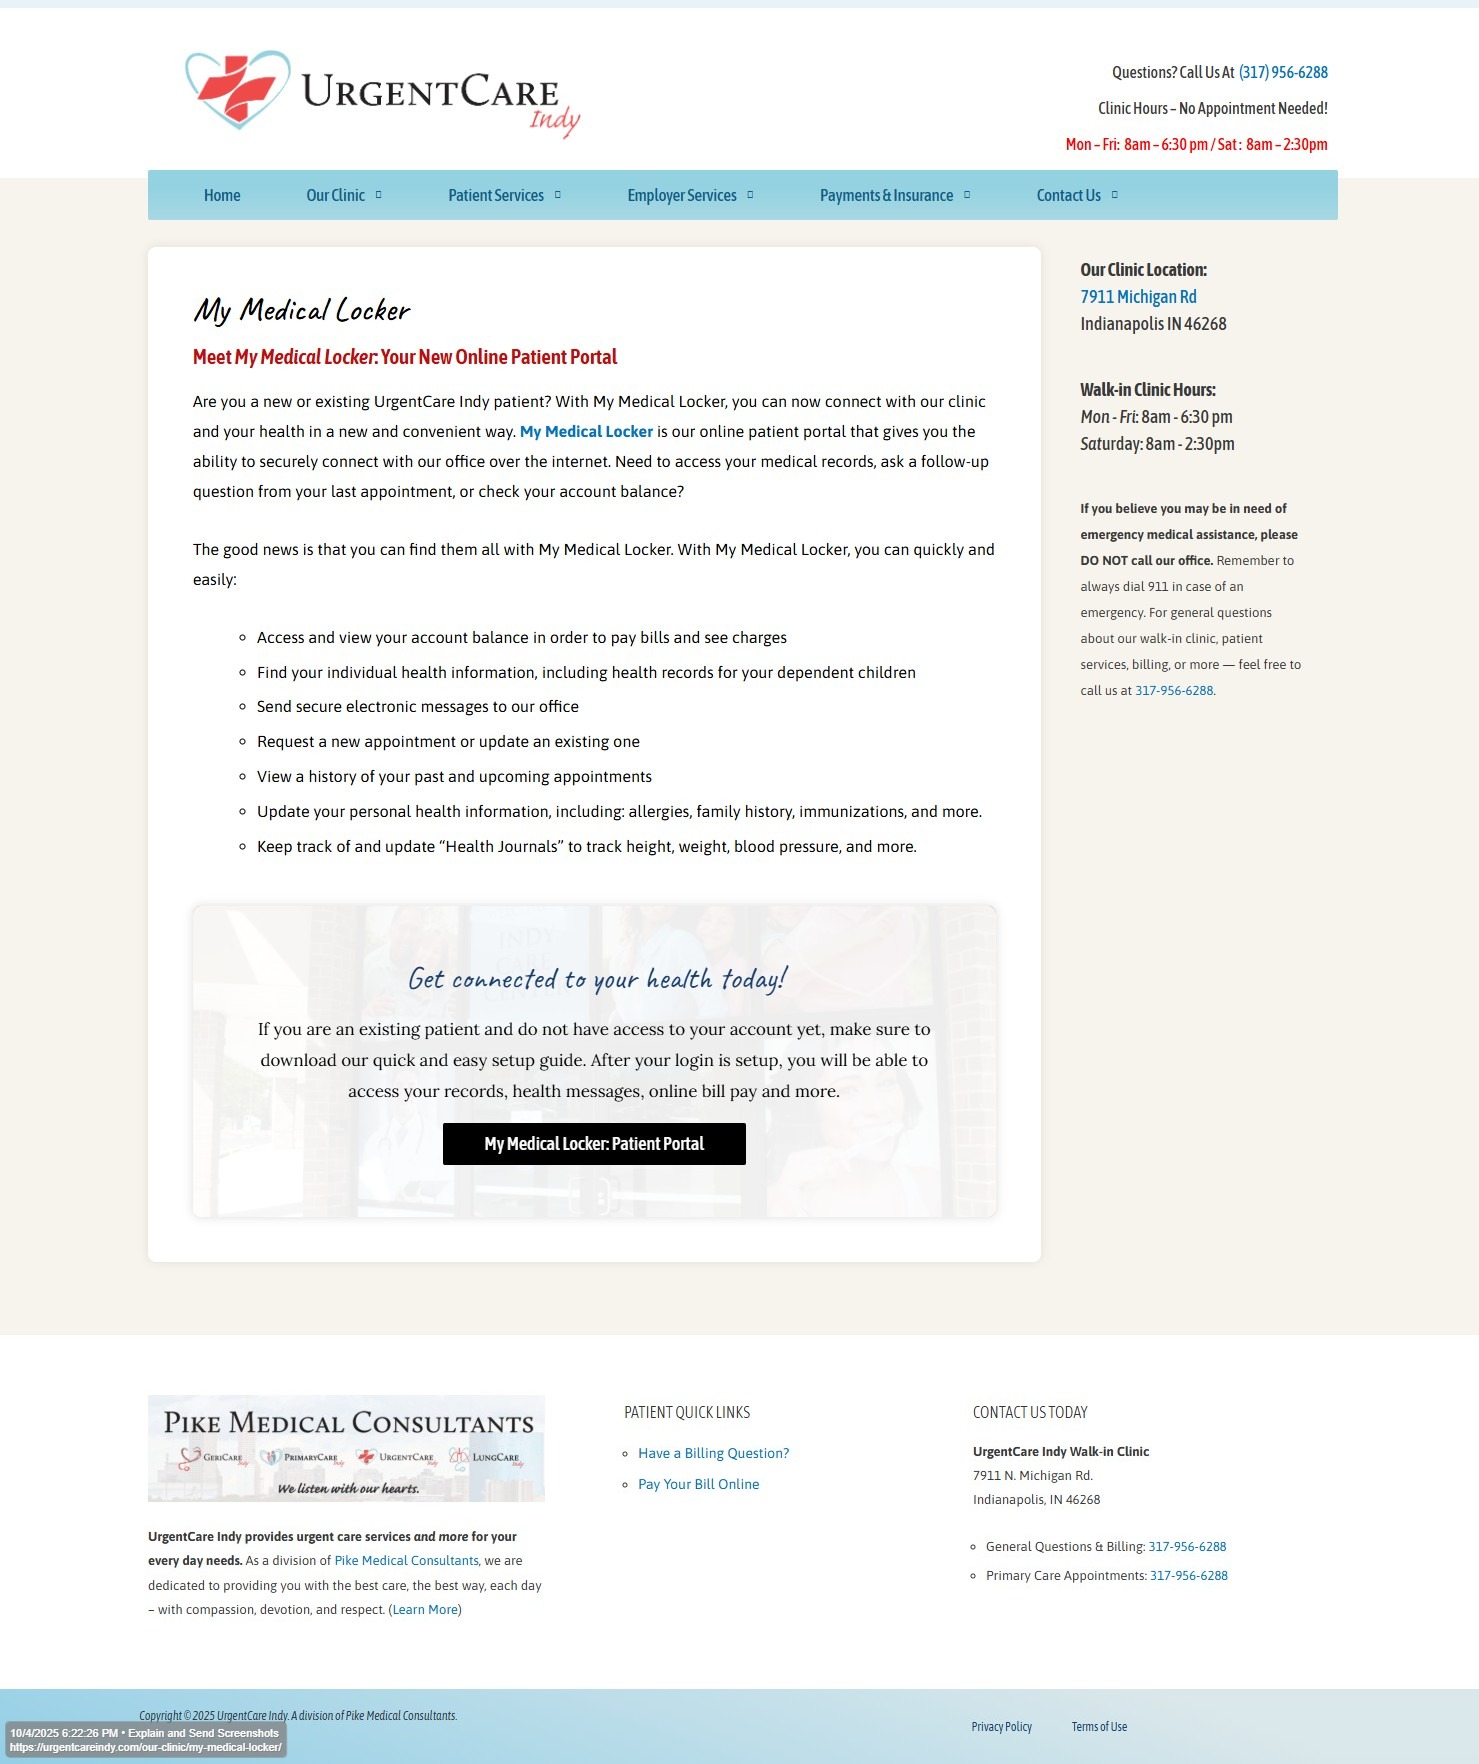 URGENTCARE
Indy
Questions? Call Us At (317) 956-6288
Clinic Hours – No Appointment Needed!
Mon – Fri: 8am – 6:30 pm / Sat : 8am – 2:30pm
Home
Our Clinic
Patient Services
Employer Services
Payments & Insurance
Contact Us
My Medical Locker
Meet My Medical Locker: Your New Online Patient Portal
Are you a new or existing UrgentCare Indy patient? With My Medical Locker, you can now connect with our clinic
and your health in a new and convenient way. My Medical Locker is our online patient portal that gives you the
ability to securely connect with our office over the internet. Need to access your medical records, ask a follow-up
question from your last appointment, or check your account balance?
The good news is that you can find them all with My Medical Locker. With My Medical Locker, you can quickly and
easily:
Access and view your account balance in order to pay bills and see charges
Find your individual health information, including health records for your dependent children
Send secure electronic messages to our office
Request a new appointment or update an existing one
View a history of your past and upcoming appointments
Update your personal health information, including: allergies, family history, immunizations, and more.
Keep track of and update “Health Journals” to track height, weight, blood pressure, and more.
Get connected to your health today!
If you are an existing patient and do not have access to your account yet, make sure to
download our quick and easy setup guide. After your login is setup, you will be able to
access your records, health messages, online bill pay and more.
My Medical Locker: Patient Portal
Our Clinic Location:
7911 Michigan Rd
Indianapolis IN 46268
Walk-in Clinic Hours:
Mon - Fri: 8am - 6:30 pm
Saturday: 8am - 2:30pm
If you believe you may be in need of
emergency medical assistance, please
DO NOT call our office. Remember to
always dial 911 in case of an
emergency. For general questions
about our walk-in clinic, patient
services, billing, or more — feel free to
call us at 317-956-6288.
PIKE MEDICAL CONSULTANTS
GERICARE Indy
PRIMARYCARE Indy
URGENTCARE Indy
LUNGCARE Indy
We listen with our hearts.
UrgentCare Indy provides urgent care services and more for your
every day needs. As a division of Pike Medical Consultants, we are
dedicated to providing you with the best care, the best way, each day
– with compassion, devotion, and respect. (Learn More)
PATIENT QUICK LINKS
Have a Billing Question?
Pay Your Bill Online
CONTACT US TODAY
UrgentCare Indy Walk-in Clinic
7911 N. Michigan Rd.
Indianapolis, IN 46268
General Questions & Billing: 317-956-6288
Primary Care Appointments: 317-956-6288
Copyright © 2025 UrgentCare Indy. A division of Pike Medical Consultants.
Privacy Policy
Terms of Use
10/4/2025 6:22:26 PM • Explain and Send Screenshots
https://urgentcareindy.com/our-clinic/my-medical-locker/